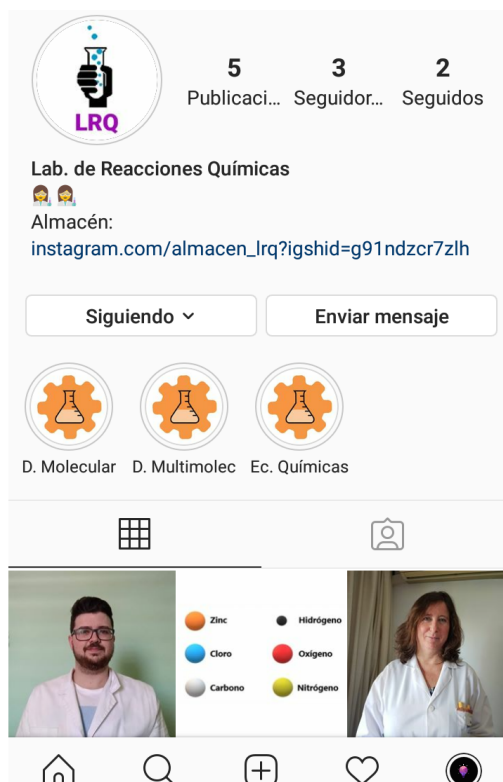 LRQ
5 3 2
Publicaci... Seguidor... Seguidos
Lab. de Reacciones Químicas
Almacén:
instagram.com/almacen_lrq?igshid=g91ndzcr7zlh
Siguiendo Enviar mensaje
D. Molecular D. Multimolec Ec. Químicas
Zinc Hidrógeno
Cloro Oxígeno
Carbono Nitrógeno